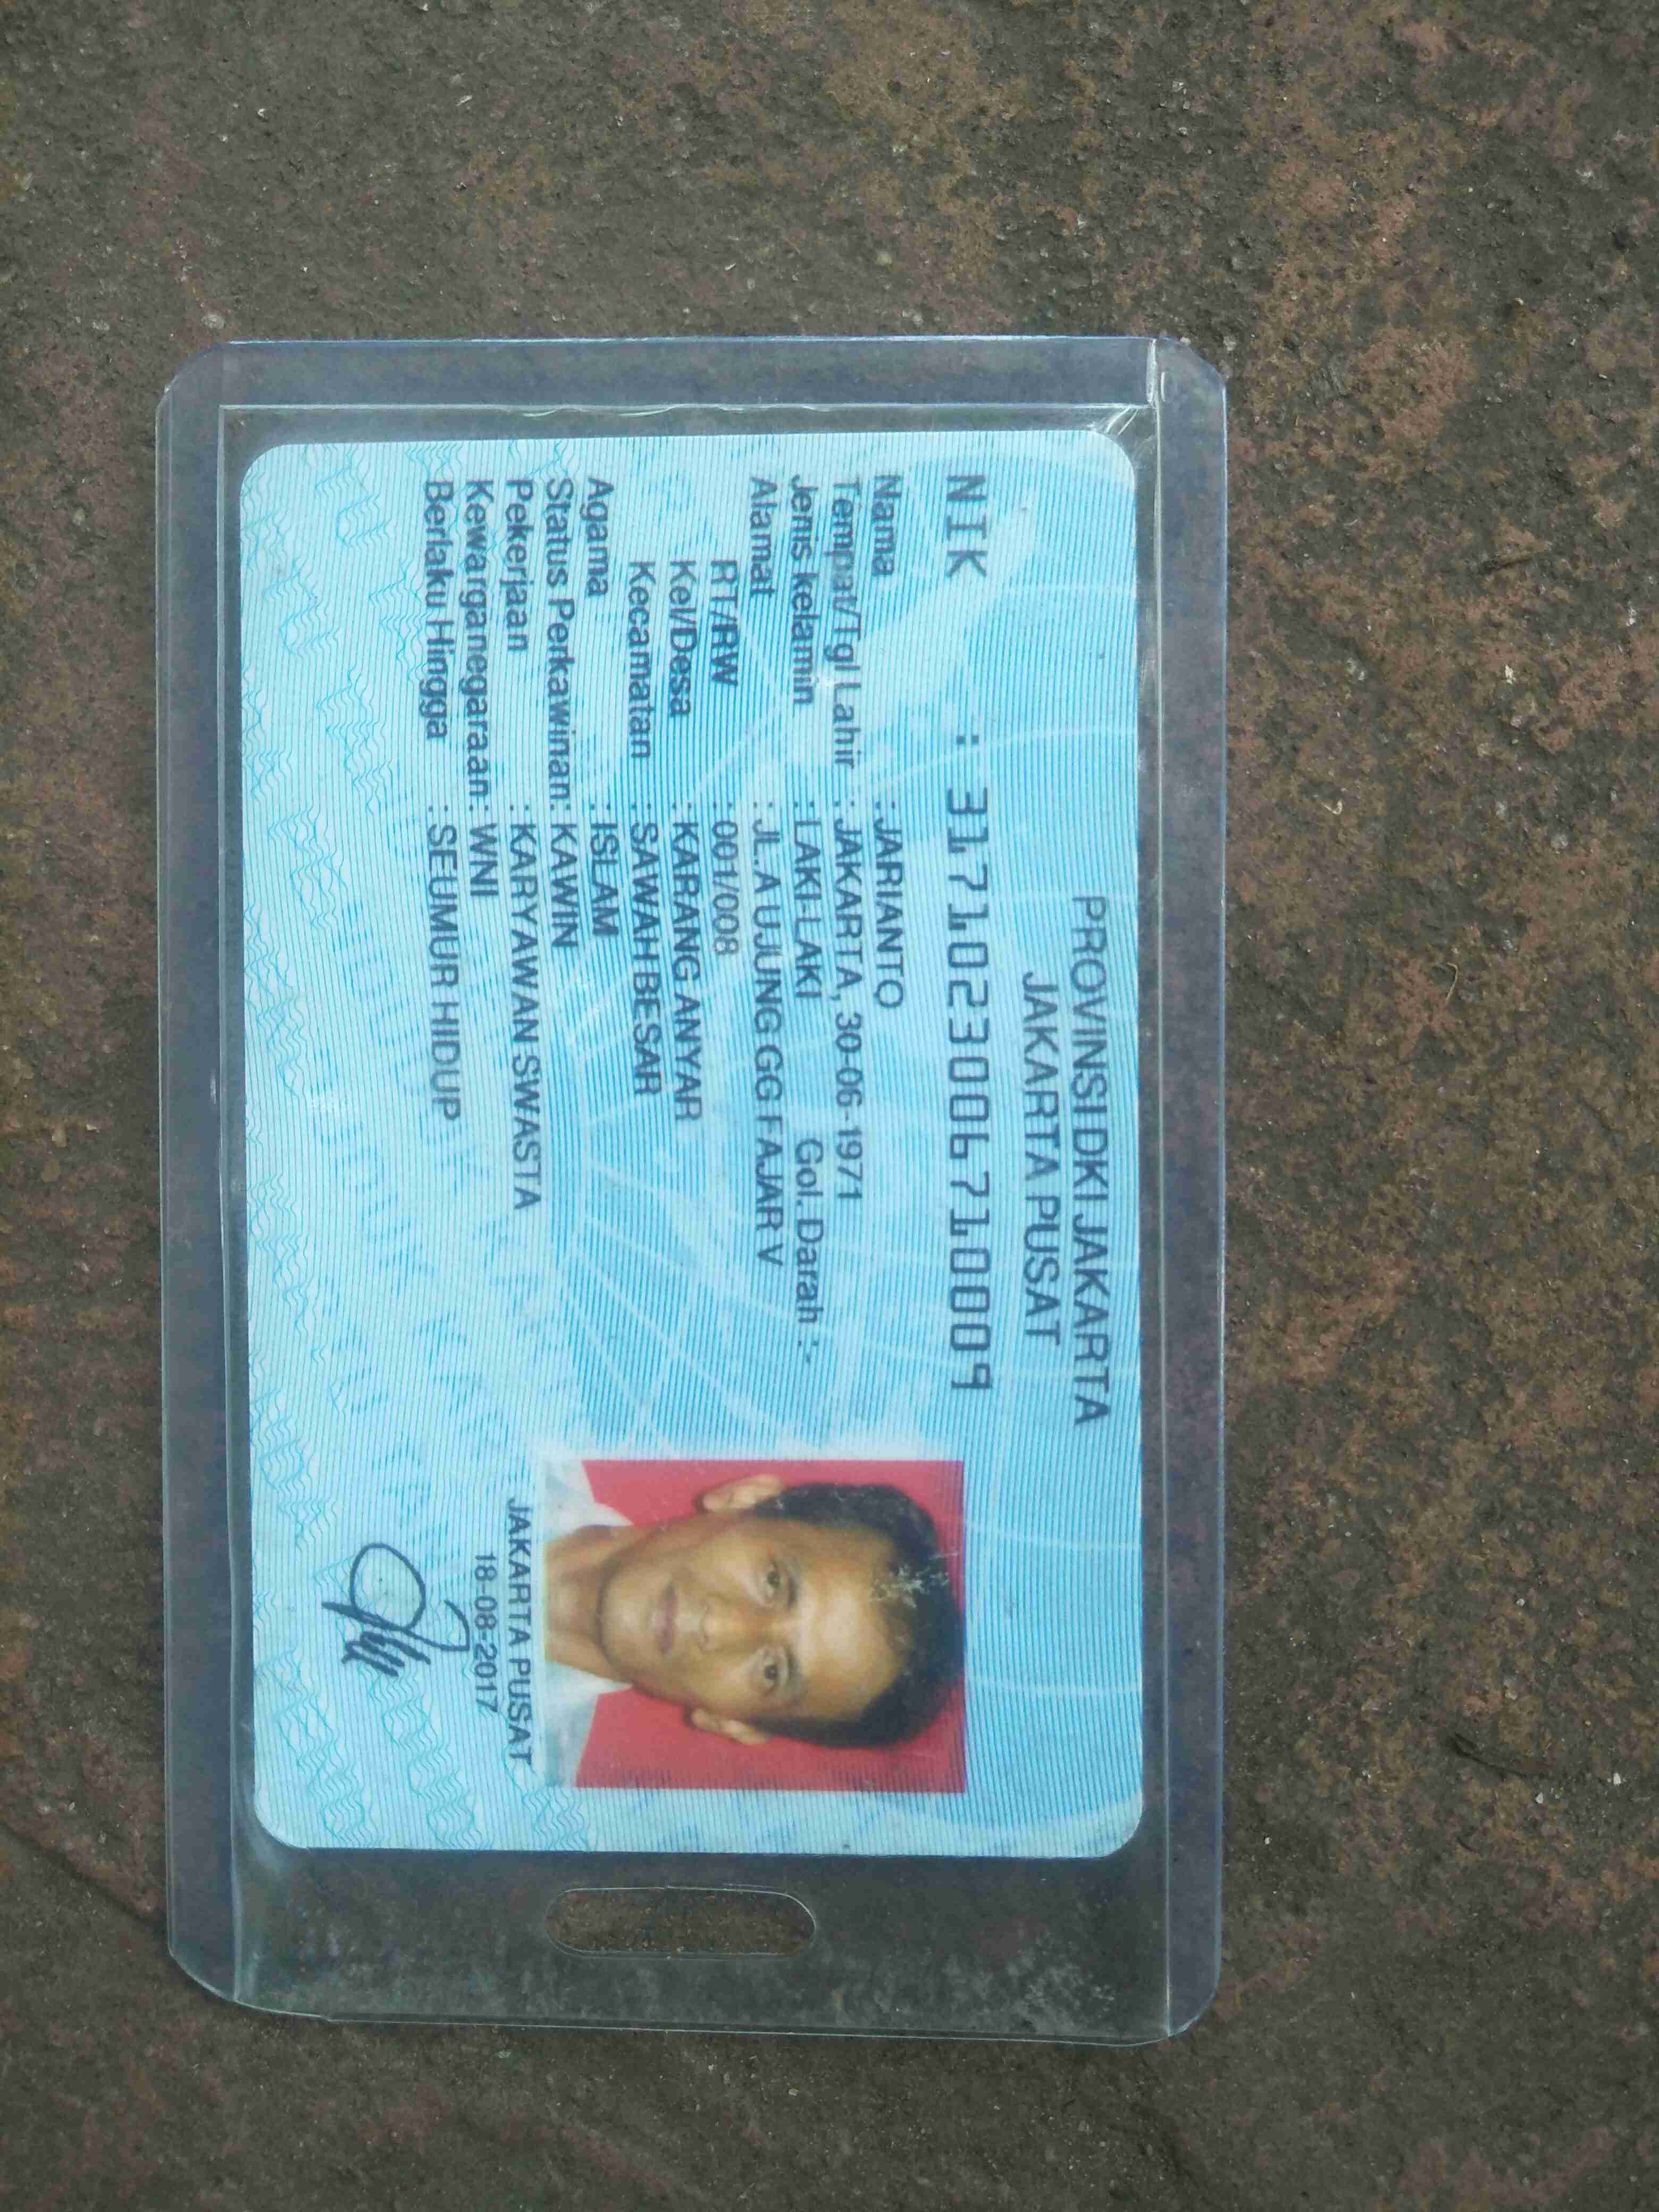 PROVINSI DKI JAKARTA
JAKARTA PUSAT
NIK : 3171023006710009
Nama : JARIANTO
Tempat/Tgl Lahir : JAKARTA, 30-06-1971
Jenis kelamin : LAKI-LAKI Gol. Darah : -
Alamat : JL.A UJUNG GG FAJAR V
RT/RW : 001/008
Kel/Desa : KARANG ANYAR
Kecamatan : SAWAH BESAR
Agama : ISLAM
Status Perkawinan: KAWIN
Pekerjaan : KARYAWAN SWASTA
Kewarganegaraan: WNI
Berlaku Hingga : SEUMUR HIDUP
JAKARTA PUSAT
18-08-2017